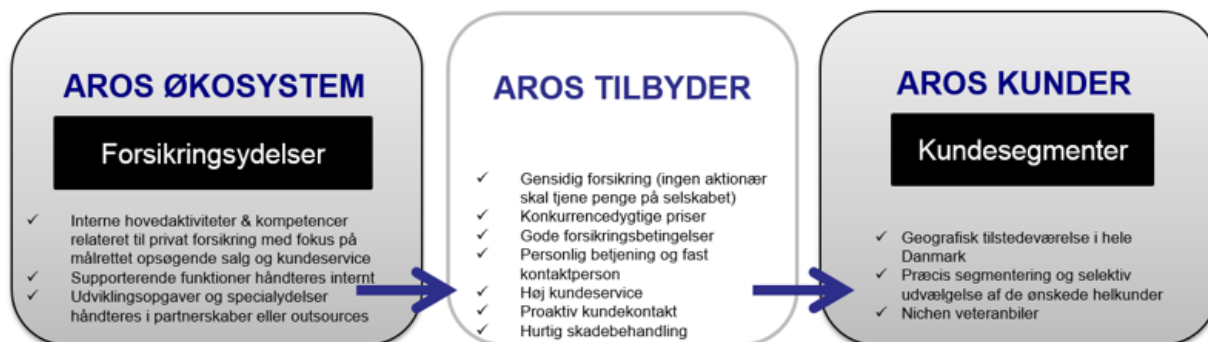 AROS ØKOSYSTEM
Forsikringsydelser
✓ Interne hovedaktiviteter & kompetencer
relateret til privat forsikring med fokus på
målrettet opsøgende salg og kundeservice
✓ Supporterende funktioner håndteres internt
✓ Udviklingsopgaver og specialydelser
håndteres i partnerskaber eller outsources
AROS TILBYDER
✓ Gensidig forsikring (ingen aktionær
skal tjene penge på selskabet)
✓ Konkurrencedygtige priser
✓ Gode forsikringsbetingelser
✓ Personlig betjening og fast
kontaktperson
✓ Høj kundeservice
✓ Proaktiv kundekontakt
✓ Hurtig skadebehandling
AROS KUNDER
Kundesegmenter
✓ Geografisk tilstedeværelse i hele
Danmark
✓ Præcis segmentering og selektiv
udvælgelse af de ønskede helkunder
✓ Nichen veteranbiler